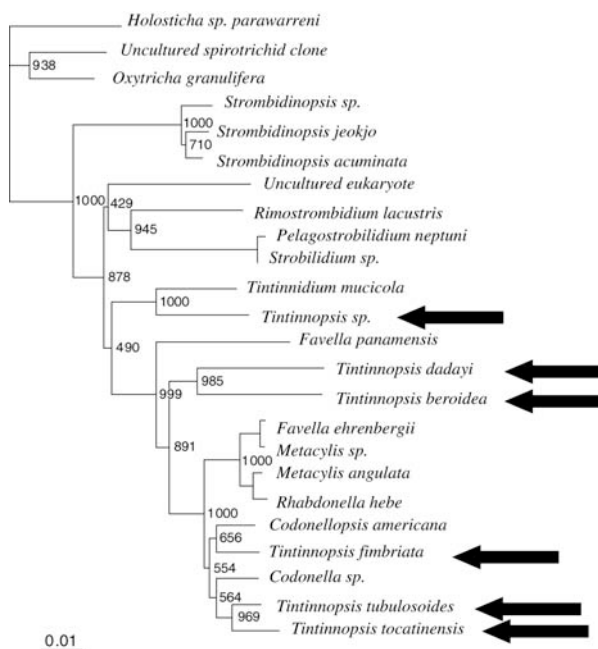 Holosticha sp. parawarreni
Uncultured spirotrichid clone
938
Oxytricha granulifera
Strombidinopsis sp.
1000
Strombidinopsis jeokjo
710
Strombidinopsis acuminata
Uncultured eukaryote
1000
429
Rimostrombidium lacustris
945
Pelagostrobilidium neptuni
Strobilidium sp.
878
Tintinnidium mucicola
1000
Tintinnopsis sp.
490
Favella panamensis
Tintinnopsis dadayi
985
999
Tintinnopsis beroidea
Favella ehrenbergii
891
Metacylis sp.
1000
Metacylis angulata
Rhabdonella hebe
1000
Codonellopsis americana
656
Tintinnopsis fimbriata
554
Codonella sp.
564
Tintinnopsis tubulosoides
969
Tintinnopsis tocatinensis
0.01